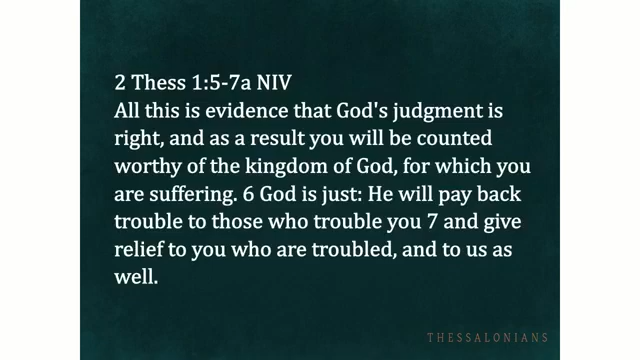 2 Thess 1:5-7a NIV
All this is evidence that God's judgment is
right, and as a result you will be counted
worthy of the kingdom of God, for which you
are suffering. 6 God is just: He will pay back
trouble to those who trouble you 7 and give
relief to you who are troubled, and to us as
well.
THESSALONIANS